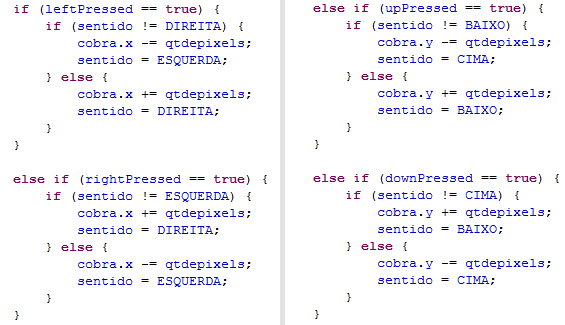 if (leftPressed == true) {
    if (sentido != DIREITA) {
        cobra.x -= qtdepixels;
        sentido = ESQUERDA;
    } else {
        cobra.x += qtdepixels;
        sentido = DIREITA;
    }
}
else if (rightPressed == true) {
    if (sentido != ESQUERDA) {
        cobra.x += qtdepixels;
        sentido = DIREITA;
    } else {
        cobra.x -= qtdepixels;
        sentido = ESQUERDA;
    }
}
else if (upPressed == true) {
    if (sentido != BAIXO) {
        cobra.y -= qtdepixels;
        sentido = CIMA;
    } else {
        cobra.y += qtdepixels;
        sentido = BAIXO;
    }
}
else if (downPressed == true) {
    if (sentido != CIMA) {
        cobra.y += qtdepixels;
        sentido = BAIXO;
    } else {
        cobra.y -= qtdepixels;
        sentido = CIMA;
    }
}